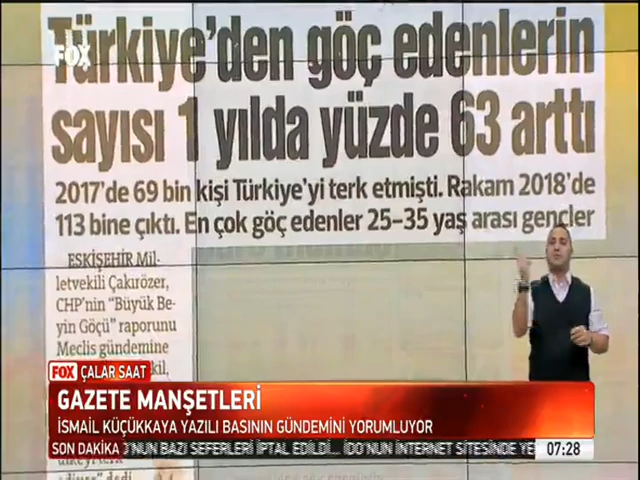 FOX
Türkiye'den göç edenlerin
sayısı 1 yılda yüzde 63 arttı
2017'de 69 bin kişi Türkiye'yi terk etmişti. Rakam 2018'de
113 bine çıktı. En çok göç edenler 25–35 yaş arası gençler
ESKİŞEHİR Mil-
letvekili Çakırözer,
CHP'nin "Büyük Be-
yin Göçü" raporunu
Meclis gündemine
FOX ÇALAR SAAT
GAZETE MANŞETLERİ
İSMAİL KÜÇÜKKAYA YAZILI BASININ GÜNDEMİNİ YORUMLUYOR
SON DAKİKA 'NUN BAZI SEFERLERİ İPTAL EDİLDİ... İDO'NUN İNTERNET SİTESİNDE YE 07:28